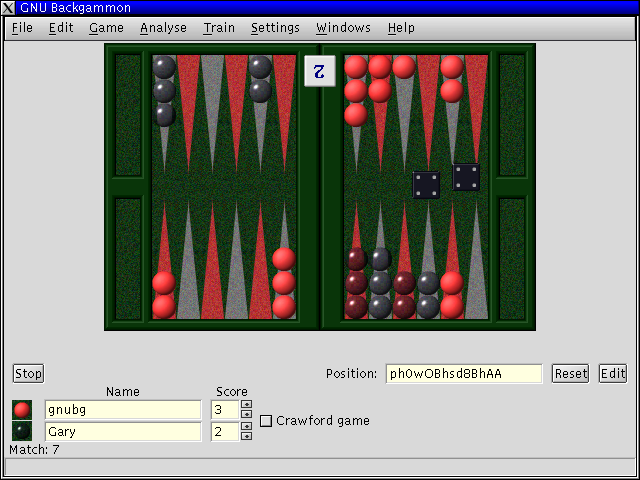 X GNU Backgammon
File Edit Game Analyse Train Settings Windows Help
2
Stop Position: ph0wOBhsd8BhAA Reset Edit
Name Score
gnubg 3
Gary 2
Crawford game
Match: 7